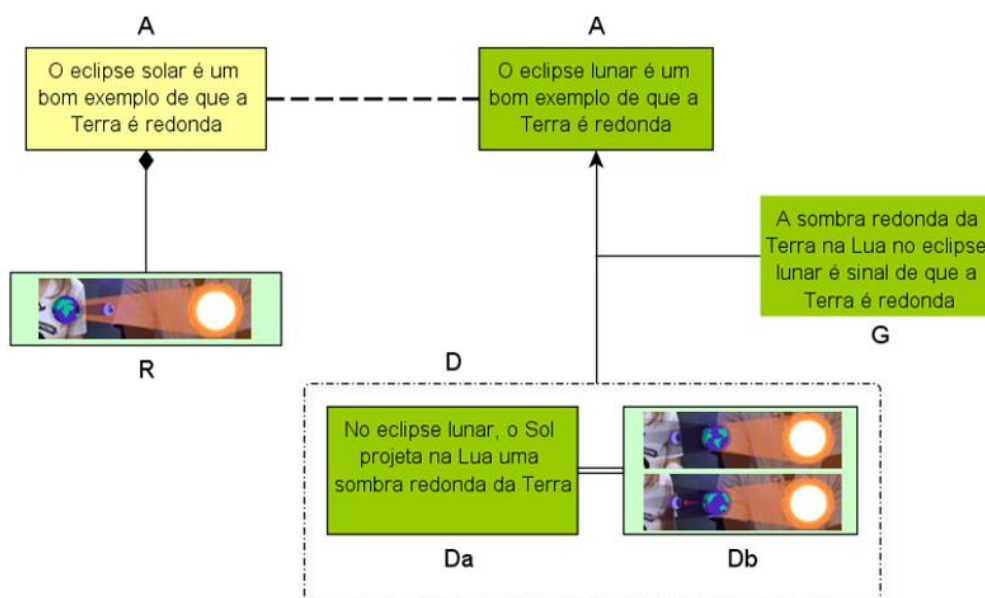 A
O eclipse solar é um
bom exemplo de que a
Terra é redonda
A
O eclipse lunar é um
bom exemplo de que a
Terra é redonda
A sombra redonda da
Terra na Lua no eclipse
lunar é sinal de que a
Terra é redonda
G
R
D
No eclipse lunar, o Sol
projeta na Lua uma
sombra redonda da Terra
Da
Db